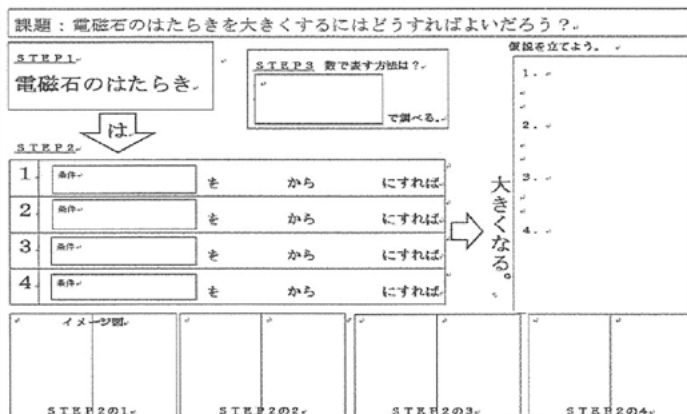 課題：電磁石のはたらきを大きくするにはどうすればよいだろう？
STEP1
電磁石のはたらき
は
STEP3 数で表す方法は？
で調べる。
仮説を立てよう。
1.
2.
3.
4.
STEP2
1 条件 を から にすれば
2 条件 を から にすれば
3 条件 を から にすれば
4 条件 を から にすれば
大きくなる。
イメージ図
STEP2の1
STEP2の2
STEP2の3
STEP2の4